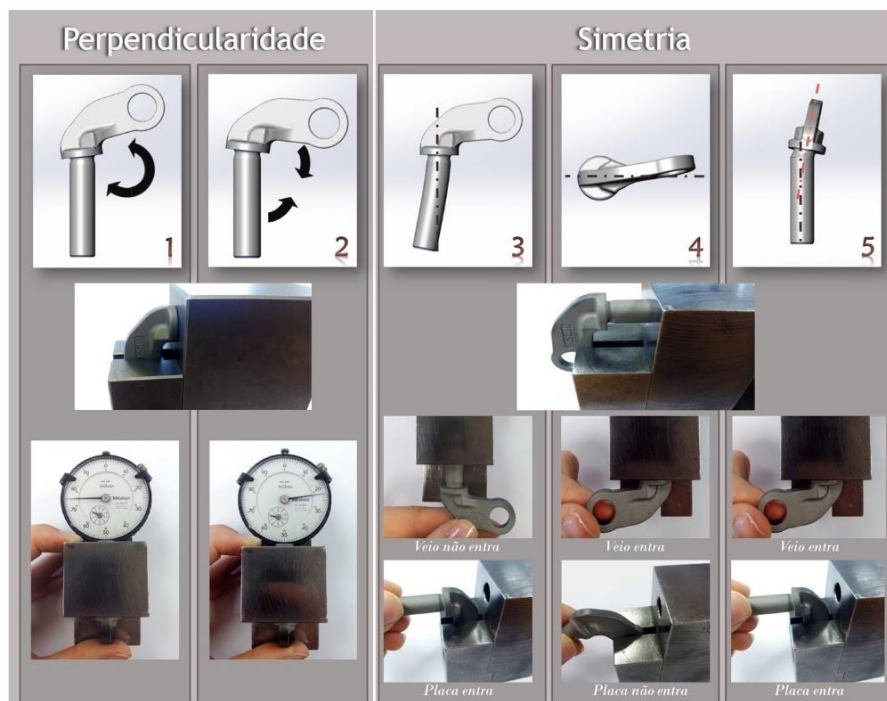 Perpendicularidade
Simetria
1
2
3
4
5
Veio não entra
Veio entra
Veio entra
Placa entra
Placa não entra
Placa entra